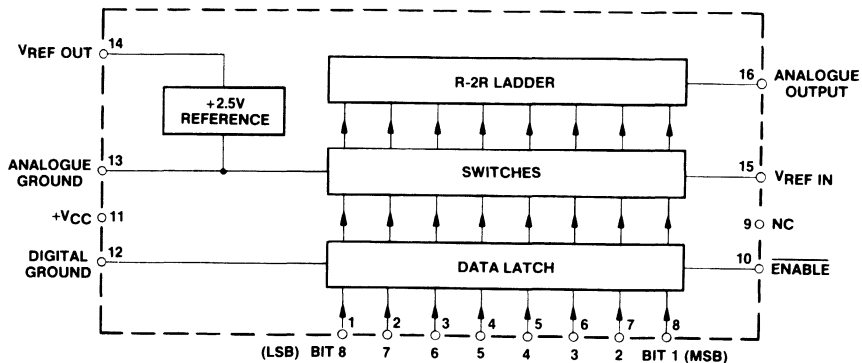 VREF OUT
14
+2.5V
REFERENCE
R-2R LADDER
16
ANALOGUE
OUTPUT
ANALOGUE
GROUND
13
SWITCHES
15
VREF IN
+VCC
11
9
NC
DIGITAL
GROUND
12
DATA LATCH
10
ENABLE
1 2 3 4 5 6 7 8
(LSB) BIT 8 7 6 5 4 3 2 BIT 1 (MSB)